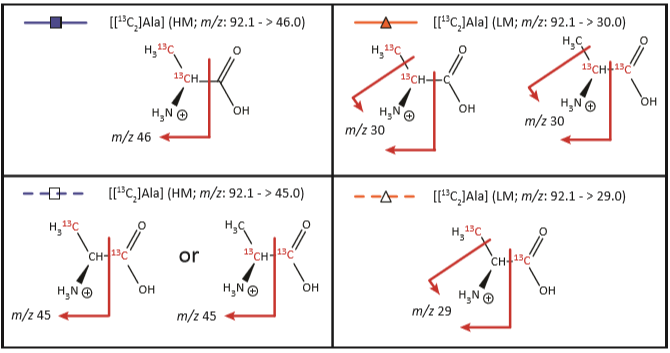 [[¹³C₂]Ala] (HM; m/z: 92.1 - > 46.0)
H₃¹³C
O
¹³CH
C
H₃N ⊕
OH
m/z 46
[[¹³C₂]Ala] (LM; m/z: 92.1 - > 30.0)
H₃¹³C
O
¹³CH
C
H₃N ⊕
OH
m/z 30
H₃C
O
¹³CH
¹³C
H₃N ⊕
OH
m/z 30
[[¹³C₂]Ala] (HM; m/z: 92.1 - > 45.0)
H₃¹³C
O
CH
¹³C
H₃N ⊕
OH
m/z 45
or
H₃C
O
¹³CH
¹³C
H₃N ⊕
OH
m/z 45
[[¹³C₂]Ala] (LM; m/z: 92.1 - > 29.0)
H₃¹³C
O
CH
¹³C
H₃N ⊕
OH
m/z 29